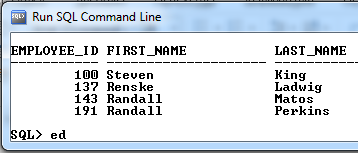 SQL> Run SQL Command Line
EMPLOYEE_ID FIRST_NAME LAST_NAME
100 Steven King
137 Renske Ladwig
143 Randall Matos
191 Randall Perkins
SQL> ed